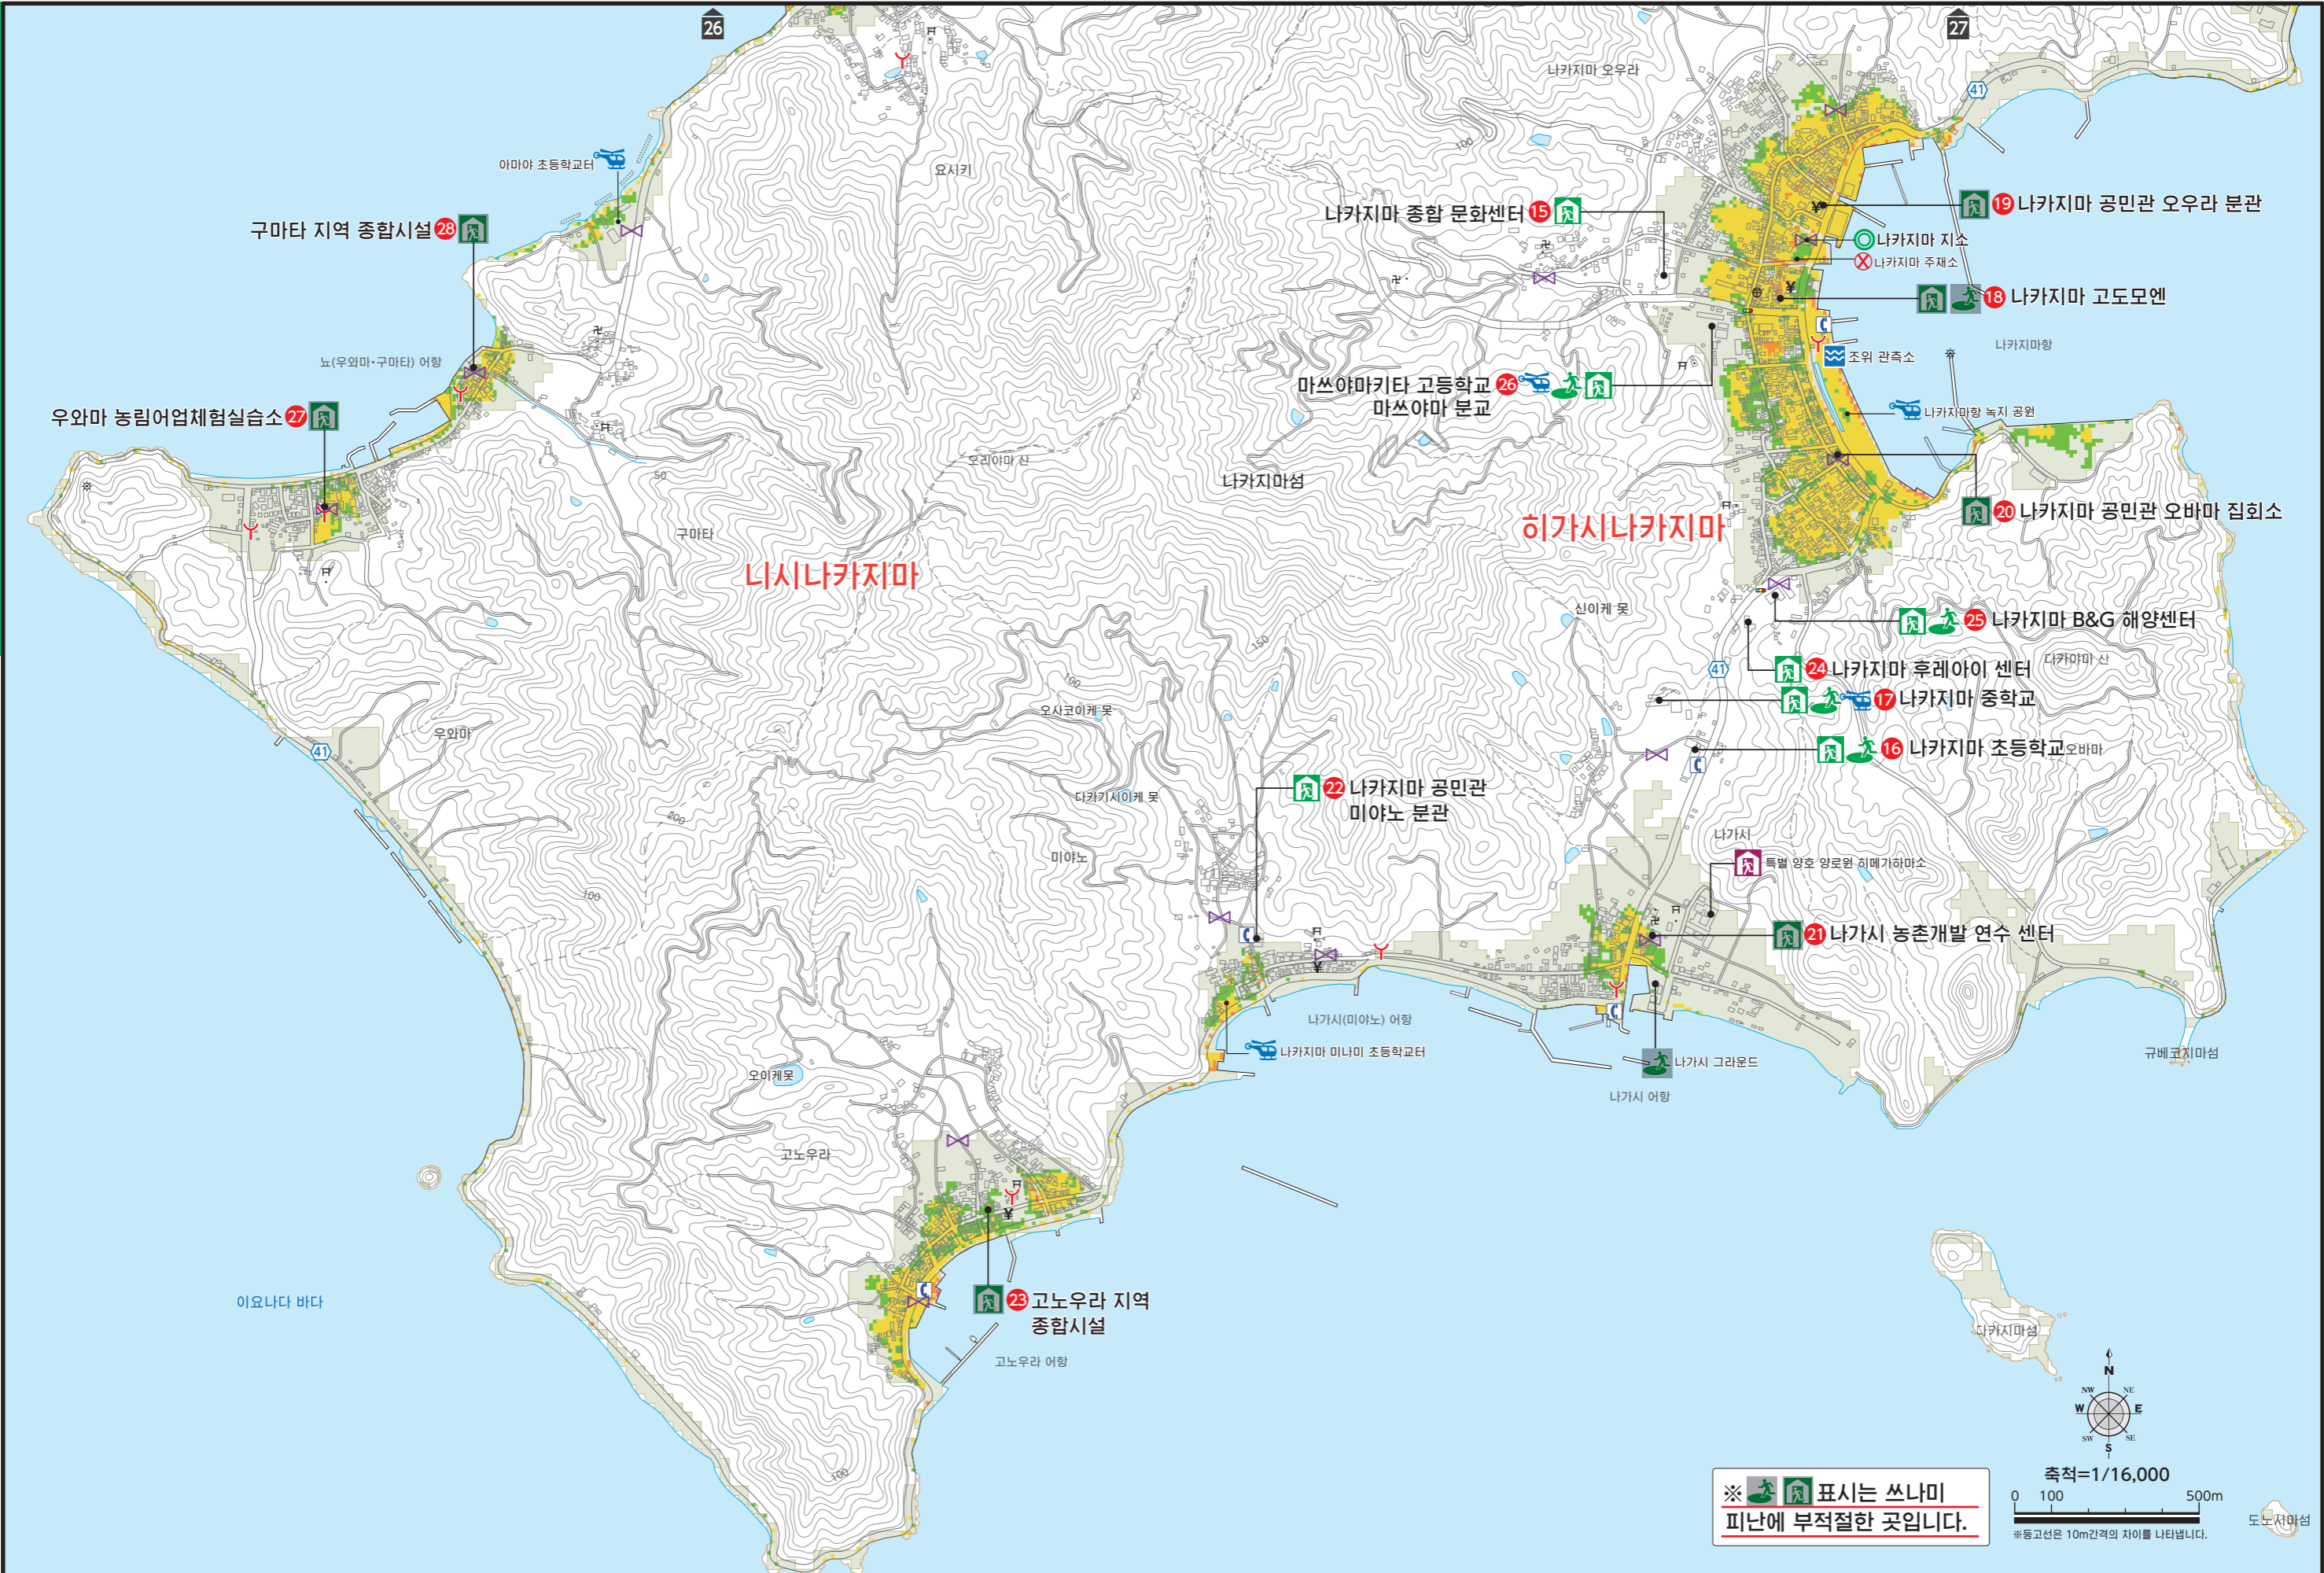 26
27
나카지마 오우라
41
100
아마야 초등학교터
요시키
구마타 지역 종합시설 28
나카지마 종합 문화센터 15
19 나카지마 공민관 오우라 분관
나카지마 지소
나카지마 주재소
18 나카지마 고도모엔
나카지마항
조위 관측소
뇨(우와마·구마타) 어항
마쓰야마키타 고등학교 26
마쓰야마 분교
우와마 농림어업체험실습소 27
나카지마항 녹지 공원
오리야마 산
50
나카지마섬
히가시나카지마
20 나카지마 공민관 오바마 집회소
구마타
니시나카지마
신이케 못
25 나카지마 B&G 해양센터
150
다카야마 산
41
24 나카지마 후레아이 센터
100
17 나카지마 중학교
오사코이케 못
우와마
41
16 나카지마 초등학교
오바마
22 나카지마 공민관
미야노 분관
다카기시이케 못
200
나가시
미야노
특별 양호 양로원 히메가하마소
100
21 나가시 농촌개발 연수 센터
나가시(미야노) 어항
나카지마 미나미 초등학교터
나가시 그라운드
규베코지마섬
오이케못
나가시 어항
고노우라
23 고노우라 지역
종합시설
이요나다 바다
고노우라 어항
다카시마섬
N
NW NE
W E
SW SE
S
100
축척=1/16,000
0 100 500m
※등고선은 10m간격의 차이를 나타냅니다.
※ 표시는 쓰나미
피난에 부적절한 곳입니다.
도노시마섬